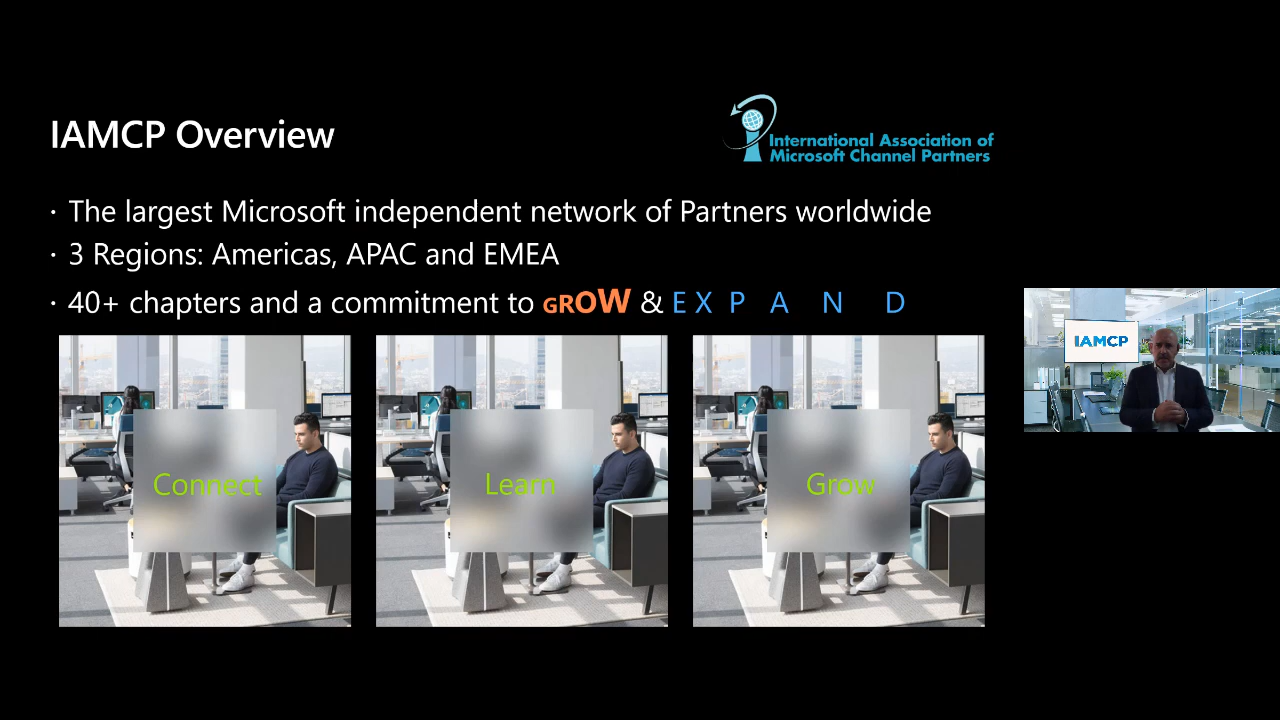 IAMCP Overview
International Association of
Microsoft Channel Partners
· The largest Microsoft independent network of Partners worldwide
· 3 Regions: Americas, APAC and EMEA
· 40+ chapters and a commitment to GROW & E X P A N D
IAMCP
Connect
Learn
Grow